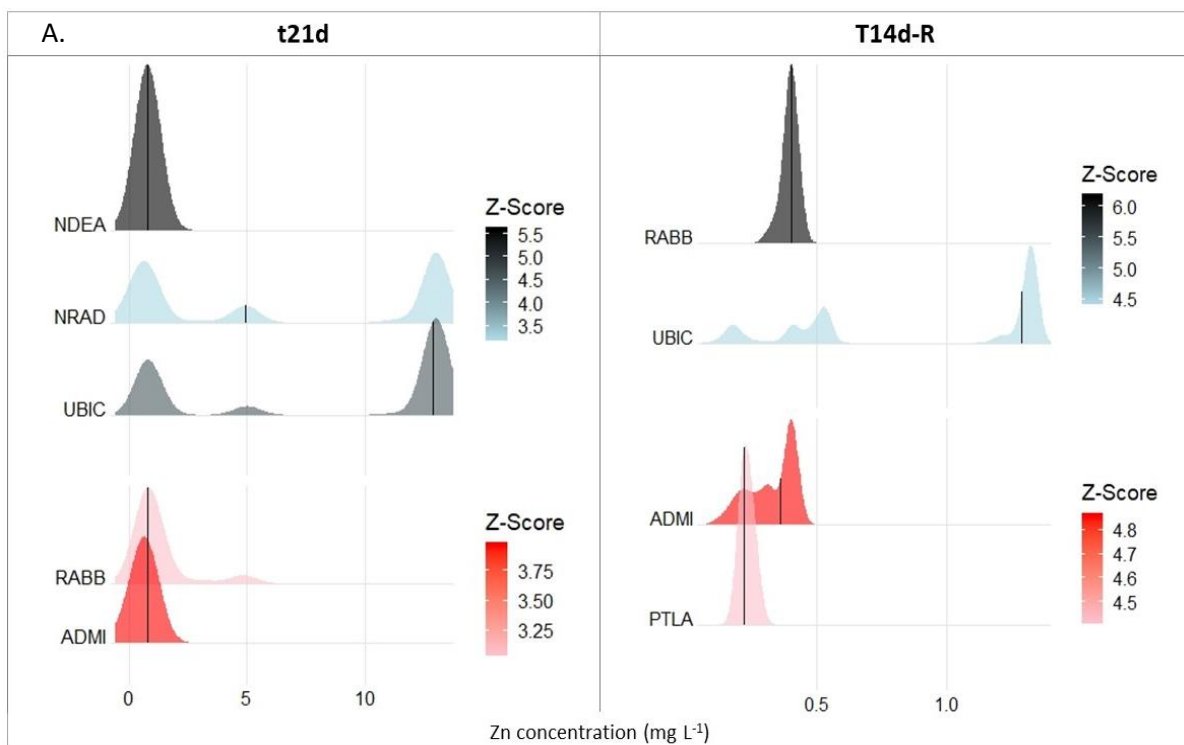 A.
t21d
T14d-R
NDEA
NRAD
UBIC
Z-Score
5.5
5.0
4.5
4.0
3.5
RABB
ADMI
Z-Score
3.75
3.50
3.25
0 5 10
RABB
UBIC
Z-Score
6.0
5.5
5.0
4.5
ADMI
PTLA
Z-Score
4.8
4.7
4.6
4.5
0.5 1.0
Zn concentration (mg L⁻¹)